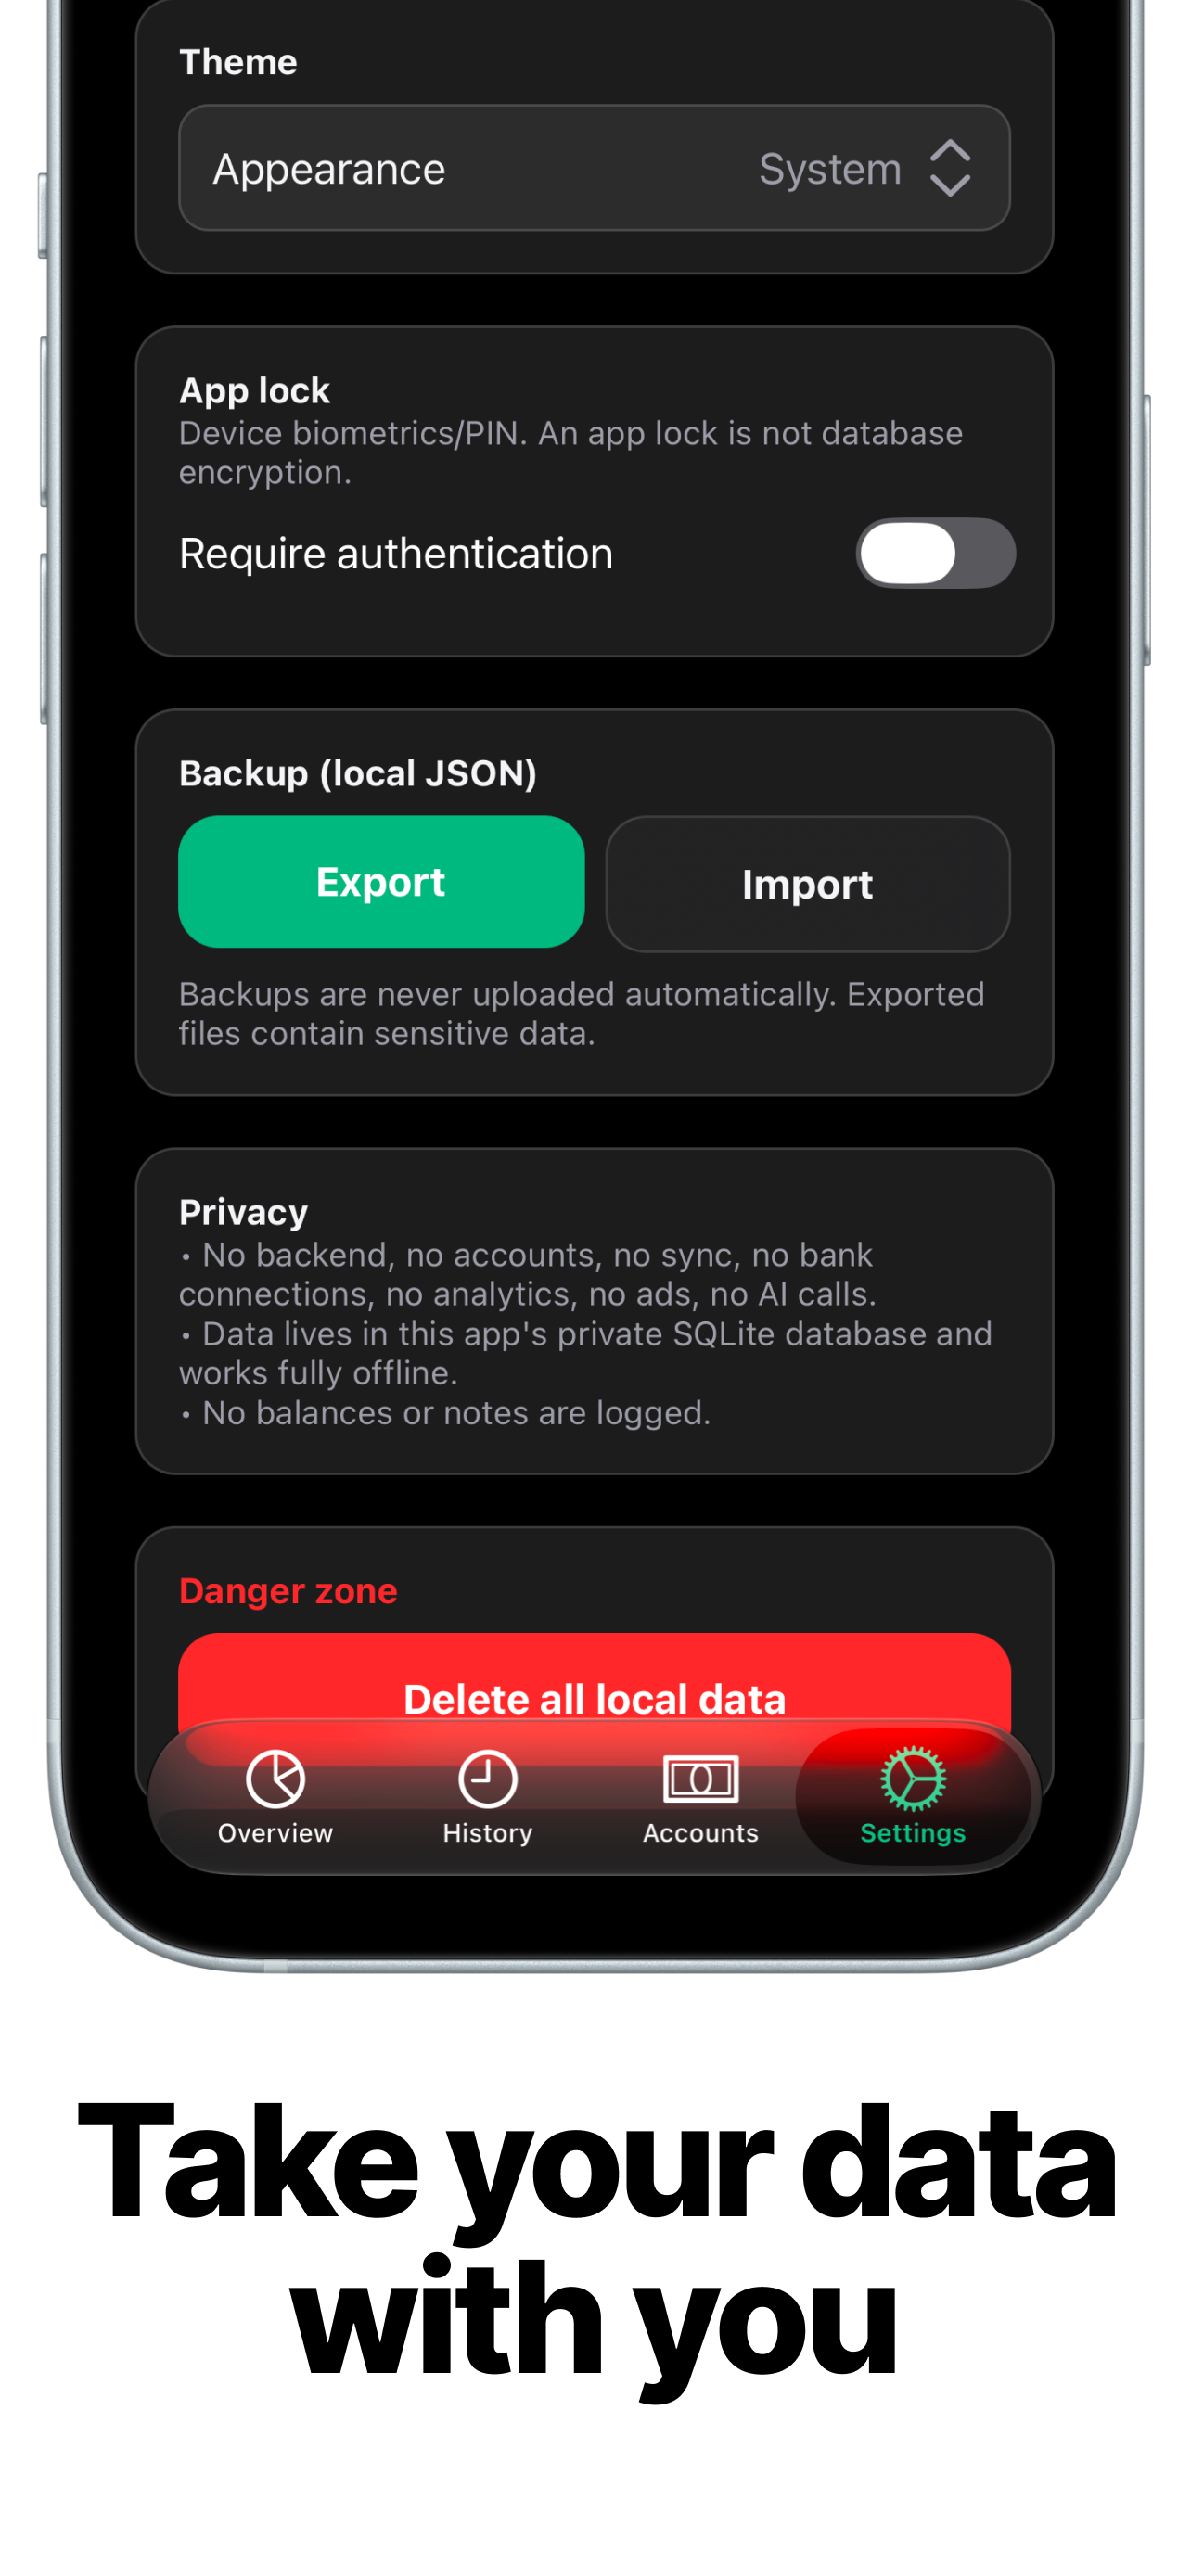 Theme
Appearance System
App lock
Device biometrics/PIN. An app lock is not database
encryption.
Require authentication
Backup (local JSON)
Export Import
Backups are never uploaded automatically. Exported
files contain sensitive data.
Privacy
• No backend, no accounts, no sync, no bank
connections, no analytics, no ads, no AI calls.
• Data lives in this app's private SQLite database and
works fully offline.
• No balances or notes are logged.
Danger zone
Delete all local data
Overview History Accounts Settings
Take your data
with you